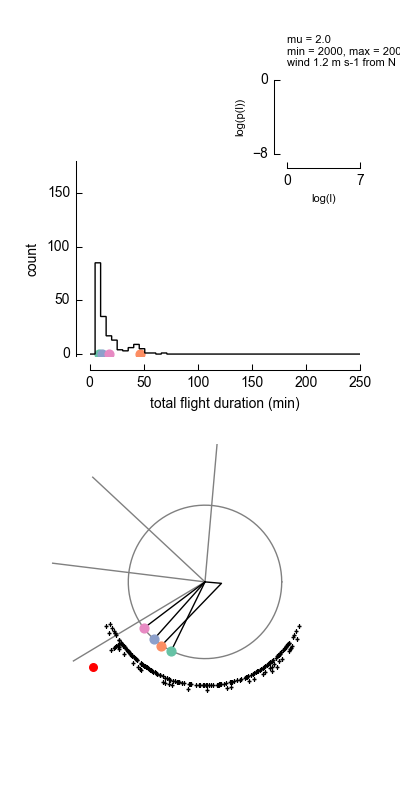 mu = 2.0
min = 2000, max = 200
wind 1.2 m s-1 from N
0
log(p(l))
−8
0 7
log(l)
150
100
count
50
0
0 50 100 150 200 250
total flight duration (min)